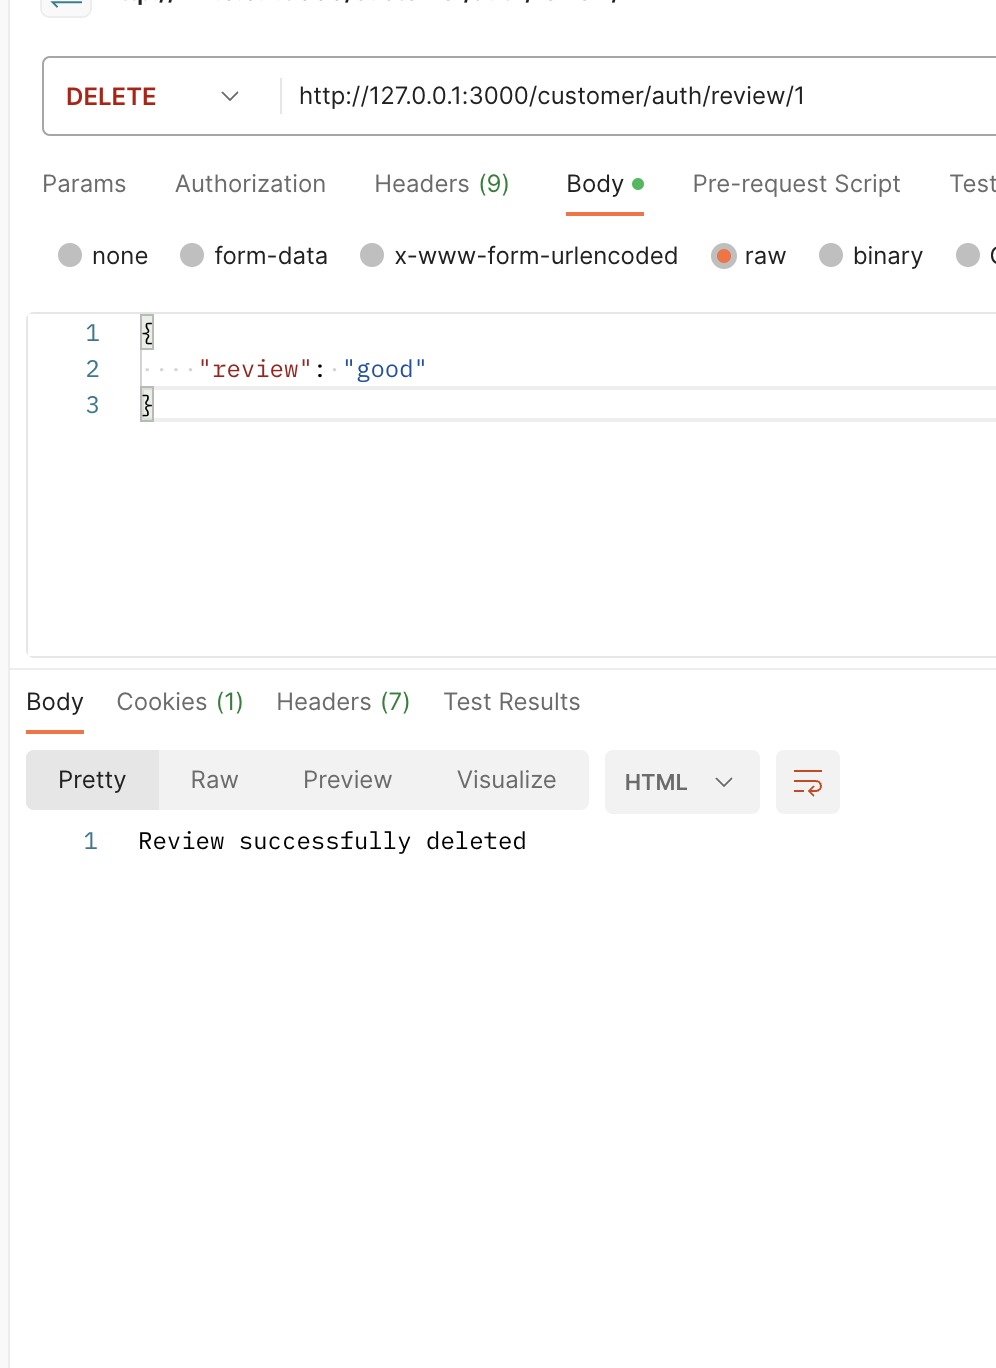 DELETE http://127.0.0.1:3000/customer/auth/review/1
Params Authorization Headers (9) Body Pre-request Script Test
none form-data x-www-form-urlencoded raw binary
1 {
2 "review": "good"
3 }
Body Cookies (1) Headers (7) Test Results
Pretty Raw Preview Visualize HTML
1 Review successfully deleted